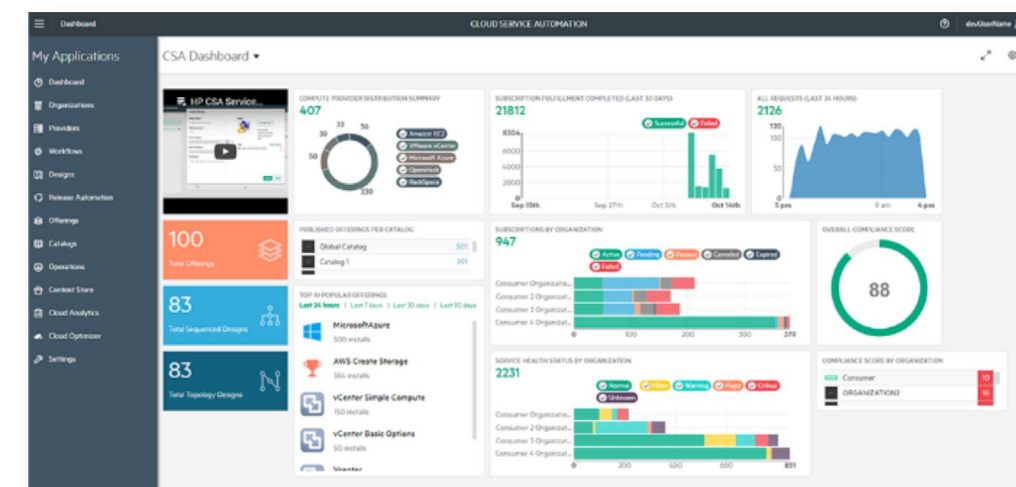 Dashboard
CLOUD SERVICE AUTOMATION
devUserName
My Applications
Dashboard
Organizations
Providers
Workflows
Designs
Release Automation
Offerings
Catalogs
Operations
Content Store
Cloud Analytics
Cloud Optimizer
Settings
CSA Dashboard
HP CSA Service...
100
Total Offerings
83
Total Sequenced Designs
83
Total Topology Designs
COMPUTE PROVIDER DISTRIBUTION SUMMARY
407
33
56
39
50
230
Amazon EC2
VMware vCenter
Microsoft Azure
Openstack
RackSpace
PUBLISHED OFFERINGS PER CATALOG
Global Catalog 501
Catalog 1 391
TOP 10 POPULAR OFFERINGS
Last 24 hours | Last 7 days | Last 30 days | Last 90 days
MicrosoftAzure
500 installs
AWS Create Storage
354 installs
vCenter Simple Compute
150 installs
vCenter Basic Options
50 installs
Vcenter
SUBSCRIPTION FULFILLMENT COMPLETED (LAST 30 DAYS)
21812
Successful Failed
8304
6000
4000
2000
0
Sep 15th Sep 27th Oct 5th Oct 16th
SUBSCRIPTIONS BY ORGANIZATION
947
Active Pending Paused Cancelled Expired
Failed
Consumer Organizatio...
Consumer 2 Organizat...
Consumer 3 Organizat...
Consumer 4 Organizat...
0 100 200 300 379
SERVICE HEALTH STATUS BY ORGANIZATION
2231
Normal Minor Warning Major Critical
Unknown
Consumer Organizatio...
Consumer 2 Organizat...
Consumer 3 Organizat...
Consumer 4 Organizat...
0 200 400 600 851
ALL REQUESTS (LAST 24 HOURS)
2126
130
100
50
0
5 pm 9 am 4 pm
OVERALL COMPLIANCE SCORE
88
COMPLIANCE SCORE BY ORGANIZATION
Consumer 10
ORGANIZATION3 16